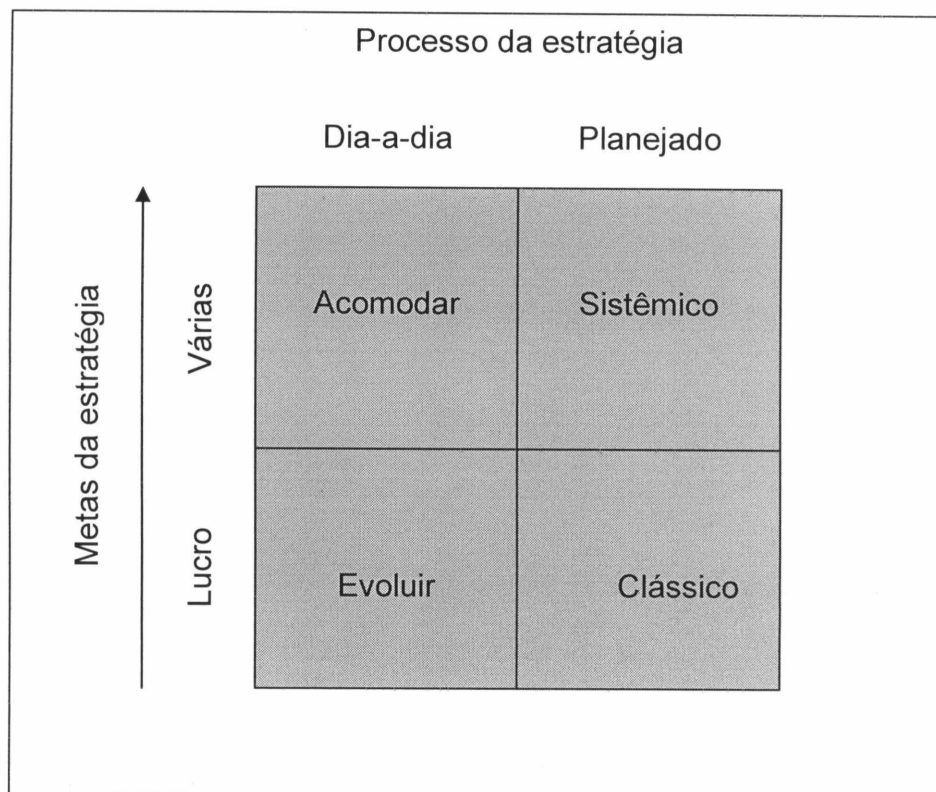 Processo da estratégia
Dia-a-dia
Planejado
Metas da estratégia
Várias
Acomodar
Sistêmico
Lucro
Evoluir
Clássico